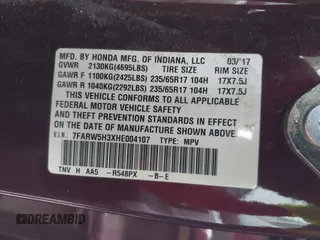 MFD. BY HONDA MFG. OF INDIANA, LLC 03/'17
GVWR 2130KG(4695LBS) TIRE SIZE RIM SIZE
GAWR F 1100KG(2425LBS) 235/65R17 104H 17X7.5J
GAWR R 1040KG(2292LBS) 235/65R17 104H 17X7.5J
THIS VEHICLE CONFORMS TO ALL APPLICABLE
FEDERAL MOTOR VEHICLE SAFETY, BUMPER,
AND THEFT PREVENTION STANDARDS IN EFFECT ON
THE DATE OF MANUFACTURE SHOWN ABOVE.
V.I.N.: 7FARW5H3XHE004107 TYPE: MPV
TNV H AA5 -R548PX -B-E
DREAMBID